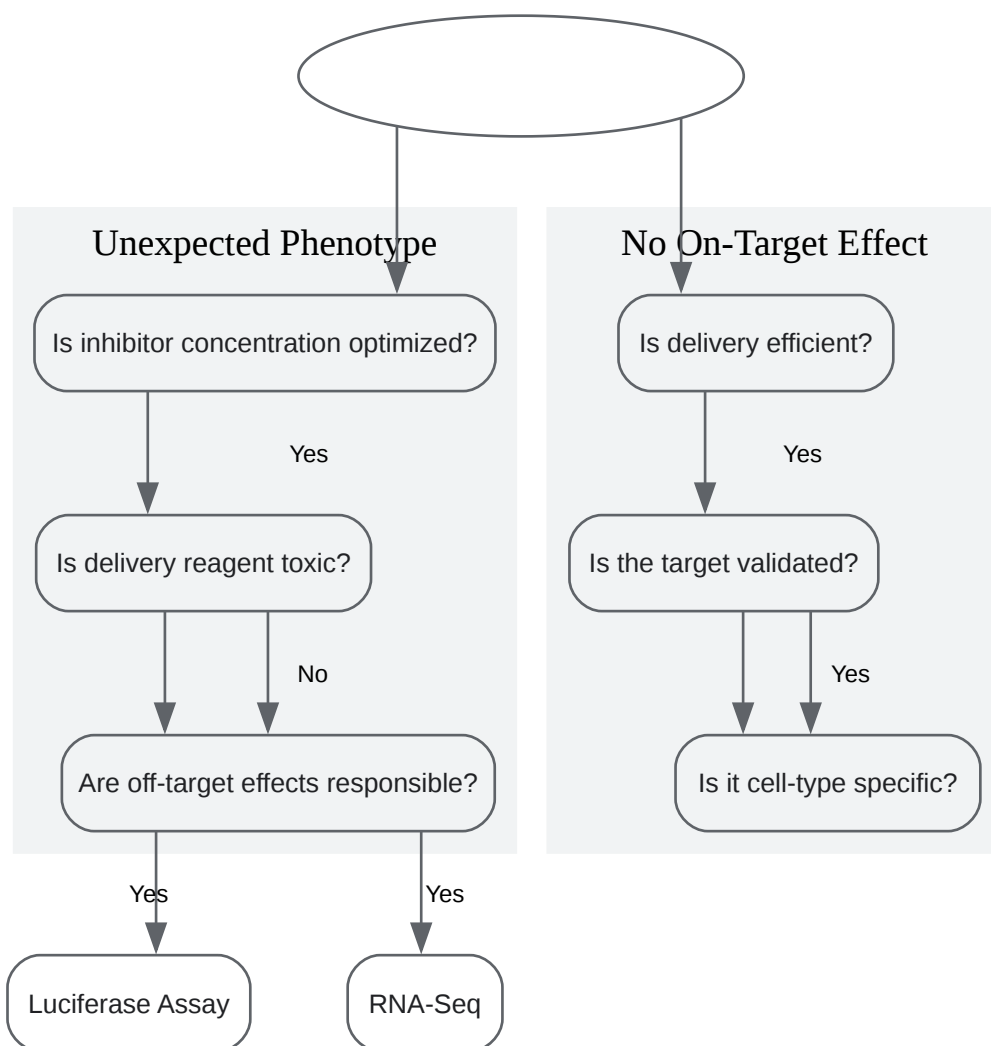 Unexpected Phenotype
No On-Target Effect
Is inhibitor concentration optimized?
Is delivery efficient?
Yes
Yes
Is delivery reagent toxic?
Is the target validated?
No
Yes
Are off-target effects responsible?
Is it cell-type specific?
Yes
Yes
Luciferase Assay
RNA-Seq